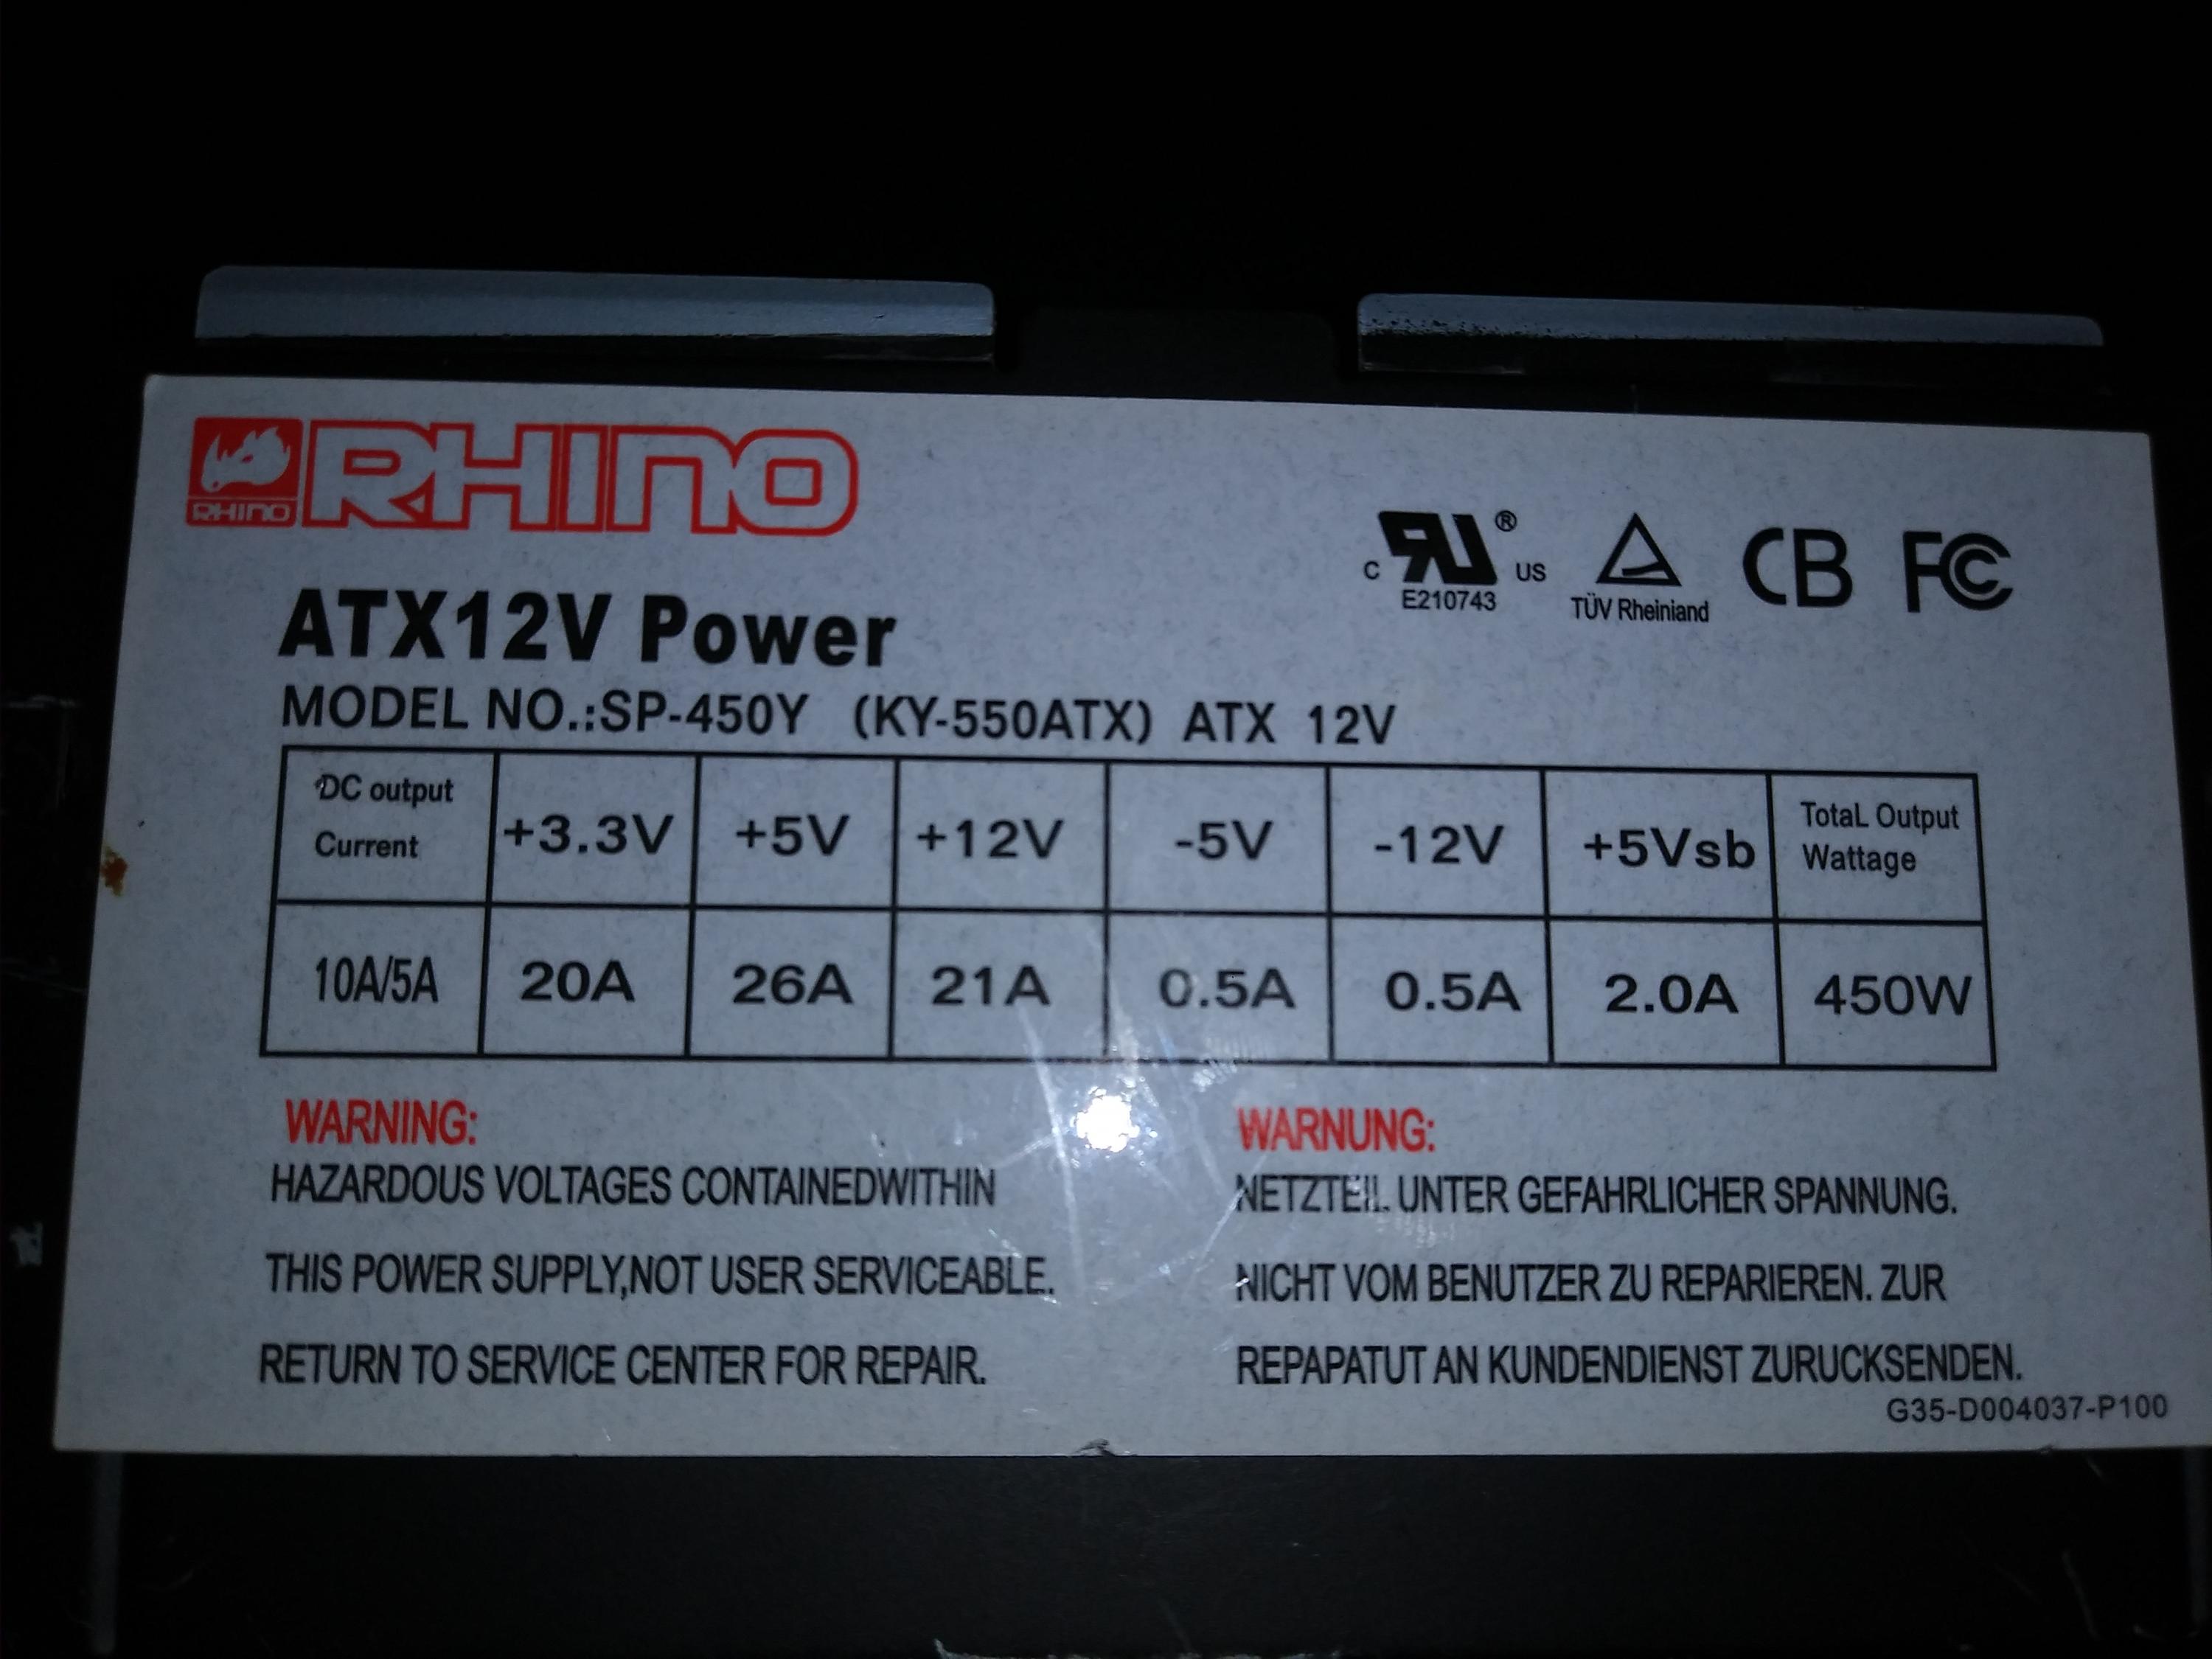 RHINO
RHINO
C RU® US
E210743
TÜV Rheiniand
CB
FC
ATX12V Power
MODEL NO.:SP-450Y (KY-550ATX) ATX 12V
DC output Current +3.3V +5V +12V -5V -12V +5Vsb TotaL Output Wattage
10A/5A 20A 26A 21A 0.5A 0.5A 2.0A 450W
WARNING:
HAZARDOUS VOLTAGES CONTAINEDWITHIN
THIS POWER SUPPLY,NOT USER SERVICEABLE.
RETURN TO SERVICE CENTER FOR REPAIR.
WARNUNG:
NETZTEIL UNTER GEFAHRLICHER SPANNUNG.
NICHT VOM BENUTZER ZU REPARIEREN. ZUR
REPAPATUT AN KUNDENDIENST ZURUCKSENDEN.
G35-D004037-P100